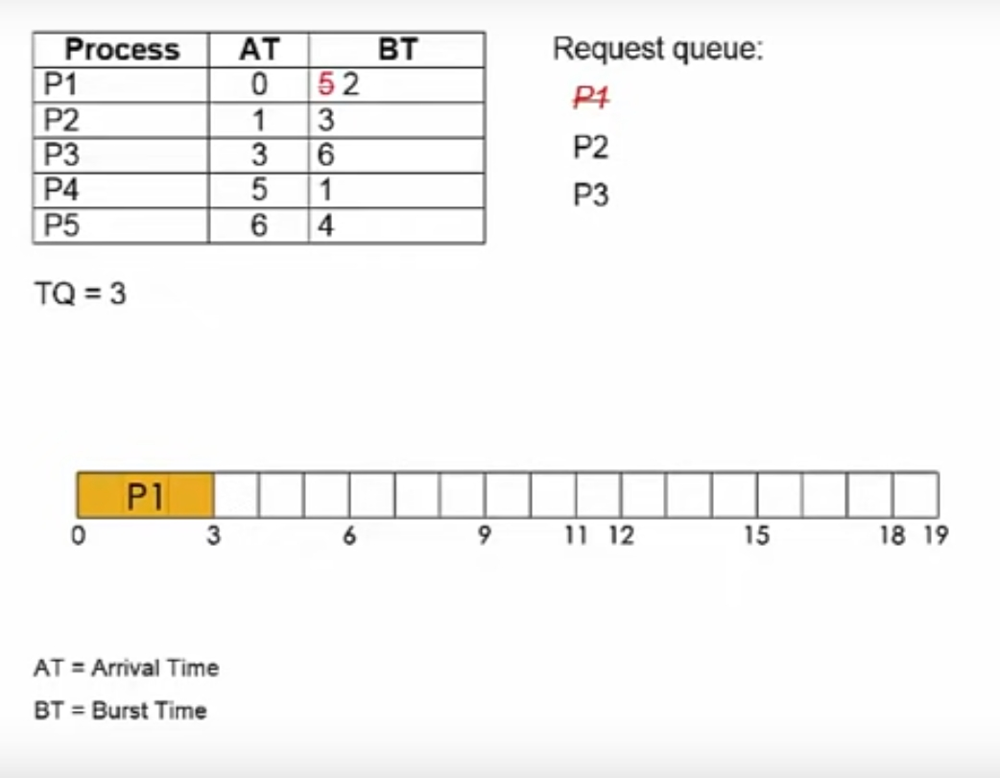 Process AT BT
P1 0 5 2
P2 1 3
P3 3 6
P4 5 1
P5 6 4
Request queue:
P1
P2
P3
TQ = 3
P1
0 3 6 9 11 12 15 18 19
AT = Arrival Time
BT = Burst Time